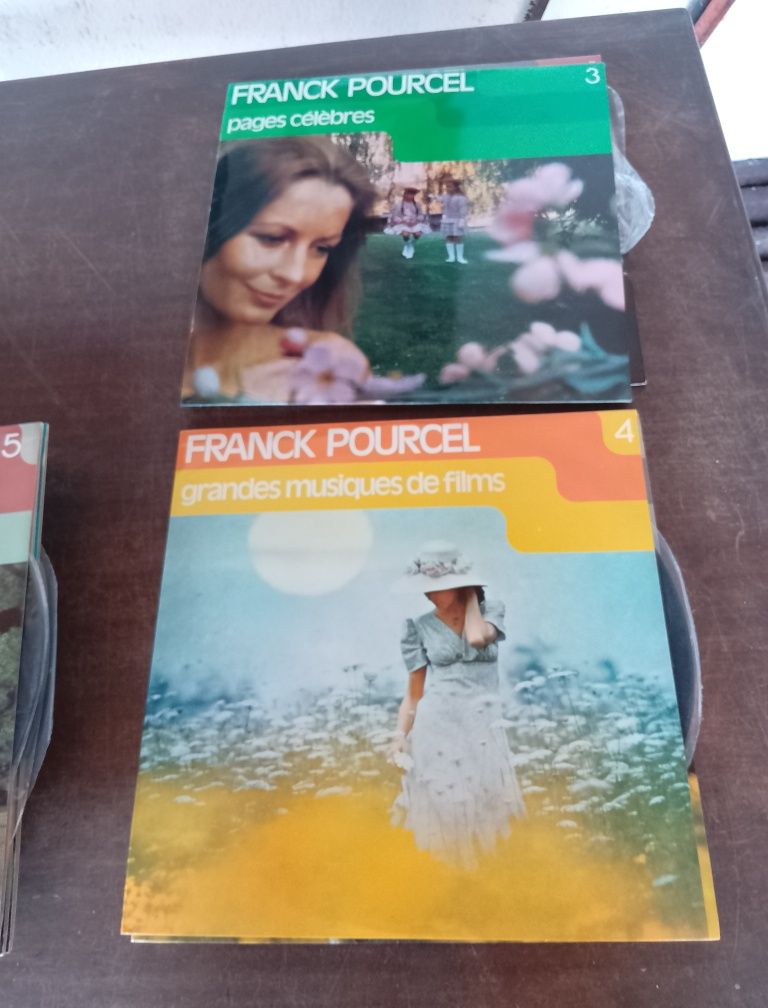 FRANCK POURCEL
3
pages célèbres
5
FRANCK POURCEL
4
grandes musiques de films